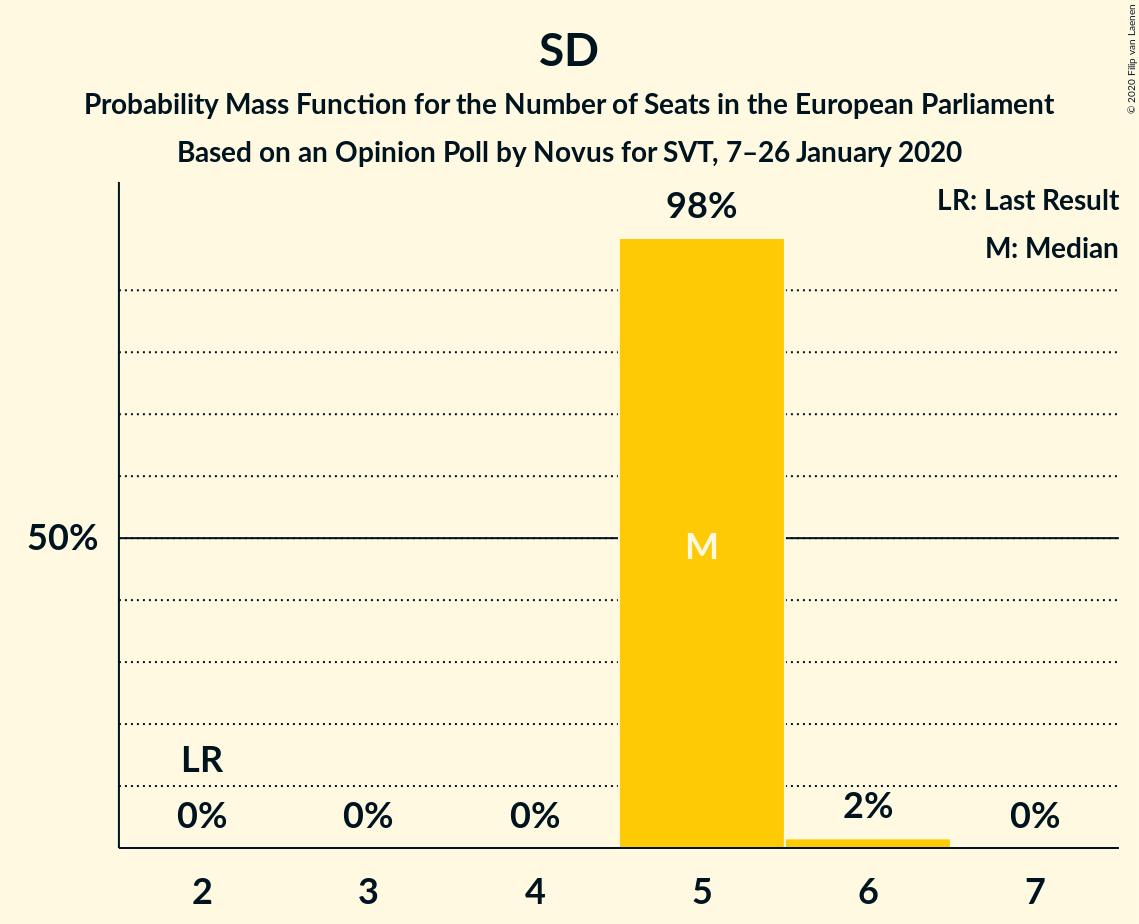 SD
Probability Mass Function for the Number of Seats in the European Parliament
Based on an Opinion Poll by Novus for SVT, 7–26 January 2020
© 2020 Filip van Laenen
LR: Last Result
M: Median
98%
50%
M
LR
0%
0%
0%
2%
0%
2
3
4
5
6
7